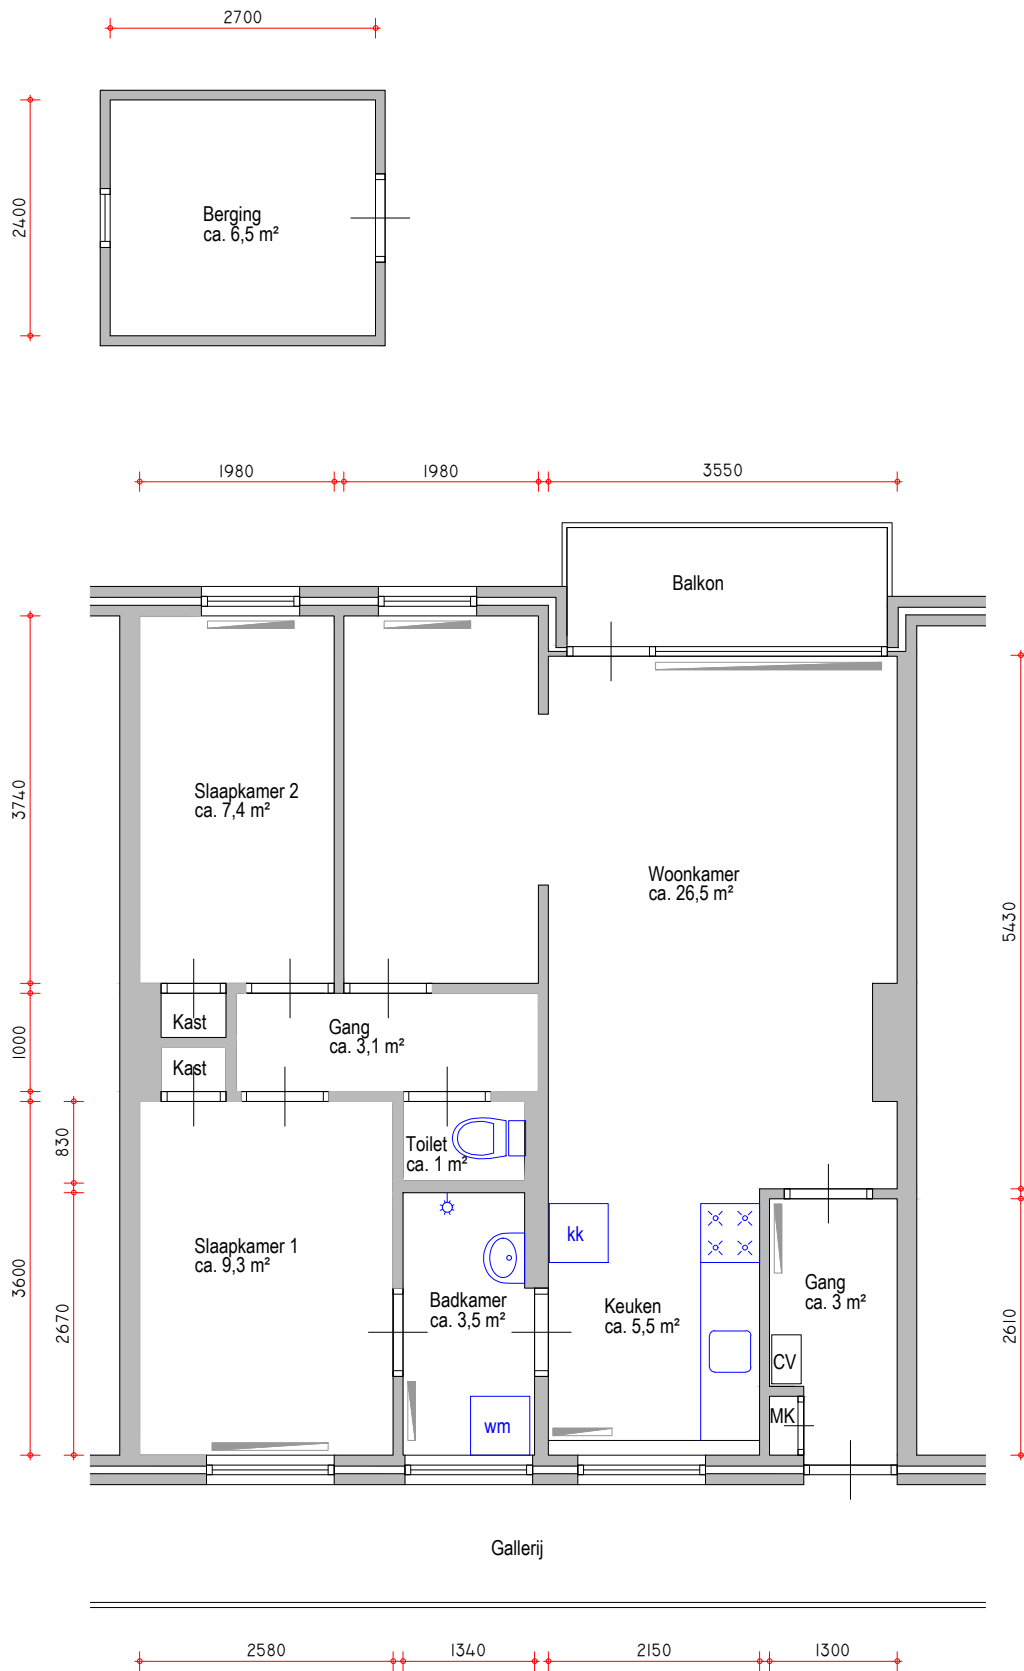 2700
2400
Berging
ca. 6,5 m²
1980
1980
3550
Balkon
3740
Slaapkamer 2
ca. 7,4 m²
Woonkamer
ca. 26,5 m²
5430
1000
Kast
Gang
ca. 3,1 m²
Kast
830
Toilet
ca. 1 m²
3600
2670
Slaapkamer 1
ca. 9,3 m²
kk
Badkamer
ca. 3,5 m²
Keuken
ca. 5,5 m²
Gang
ca. 3 m²
2610
CV
MK
wm
Gallerij
2580
1340
2150
1300